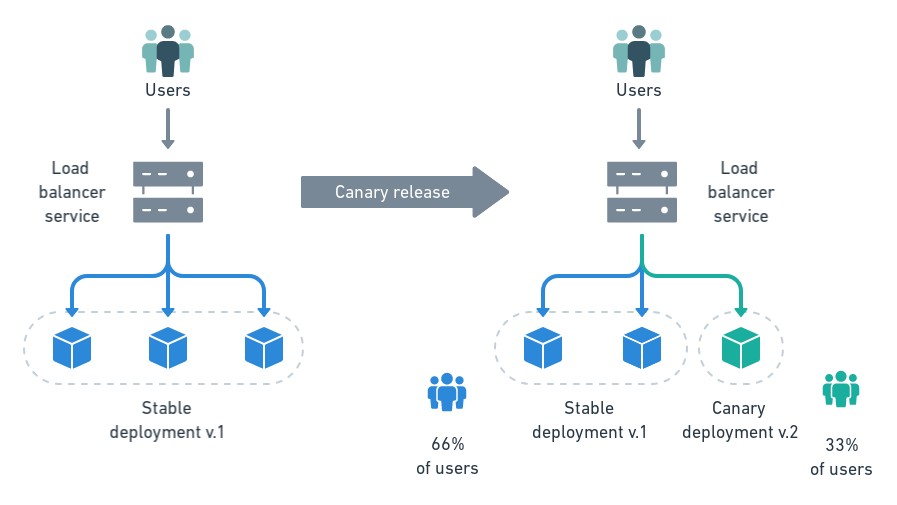 Users
Load
balancer
service
Stable
deployment v.1
Canary release
Users
Load
balancer
service
66%
of users
Stable
deployment v.1
Canary
deployment v.2
33%
of users